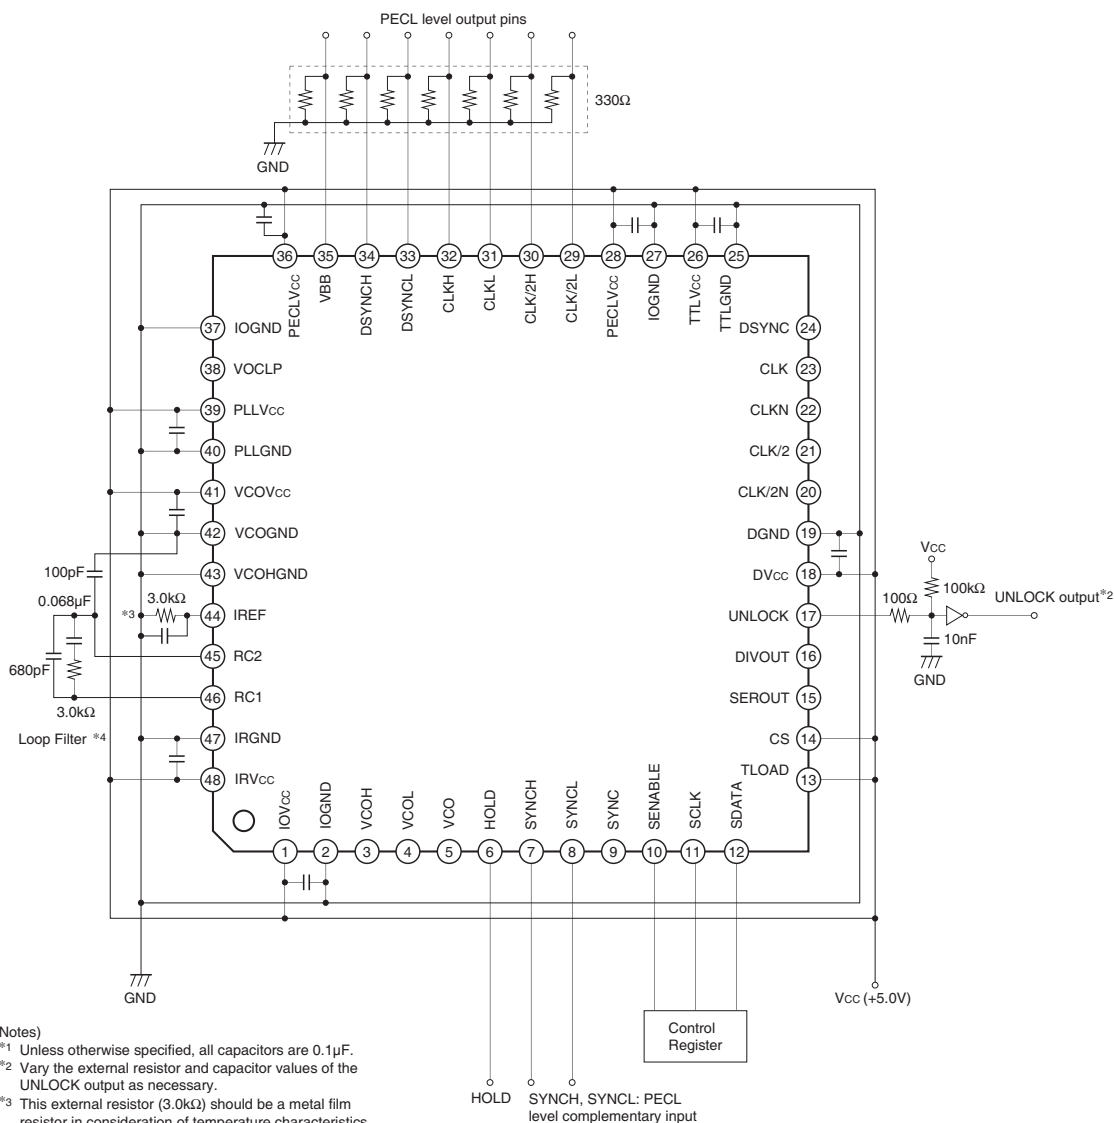 PECL level output pins
330Ω
GND
36 35 34 33 32 31 30 29 28 27 26 25
PECLVCC
VBB
DSYNCH
DSYNCL
CLKH
CLKL
CLK/2H
CLK/2L
PECLVCC
IOGND
TTLVCC
TTLGND
37 IOGND
38 VOCLP
39 PLLVCC
40 PLLGND
41 VCOVCC
42 VCOGND
43 VCOHGND
44 IREF
45 RC2
46 RC1
47 IRGND
48 IRVCC
100pF
0.068µF
*3
3.0kΩ
680pF
3.0kΩ
Loop Filter *4
DSYNC 24
CLK 23
CLKN 22
CLK/2 21
CLK/2N 20
DGND 19
DVCC 18
UNLOCK 17
DIVOUT 16
SEROUT 15
CS 14
TLOAD 13
VCC
100kΩ
100Ω
UNLOCK output*2
10nF
GND
IOVCC
IOGND
VCOH
VCOL
VCO
HOLD
SYNCH
SYNCL
SYNC
SENABLE
SCLK
SDATA
1 2 3 4 5 6 7 8 9 10 11 12
GND
VCC (+5.0V)
Control
Register
HOLD
SYNCH, SYNCL: PECL
level complementary input
Notes)
*1 Unless otherwise specified, all capacitors are 0.1µF.
*2 Vary the external resistor and capacitor values of the
UNLOCK output as necessary.
*3 This external resistor (3.0kΩ) should be a metal film
resistor in consideration of temperature characteristics